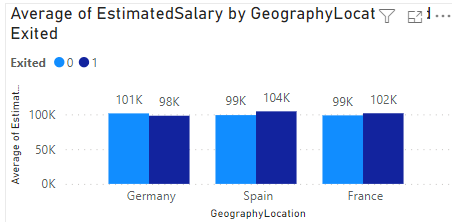 Average of EstimatedSalary by GeographyLocat
Exited
Exited 0 1
Average of Estimat...
100K
50K
0K
101K 98K 99K 104K 99K 102K
Germany Spain France
GeographyLocation